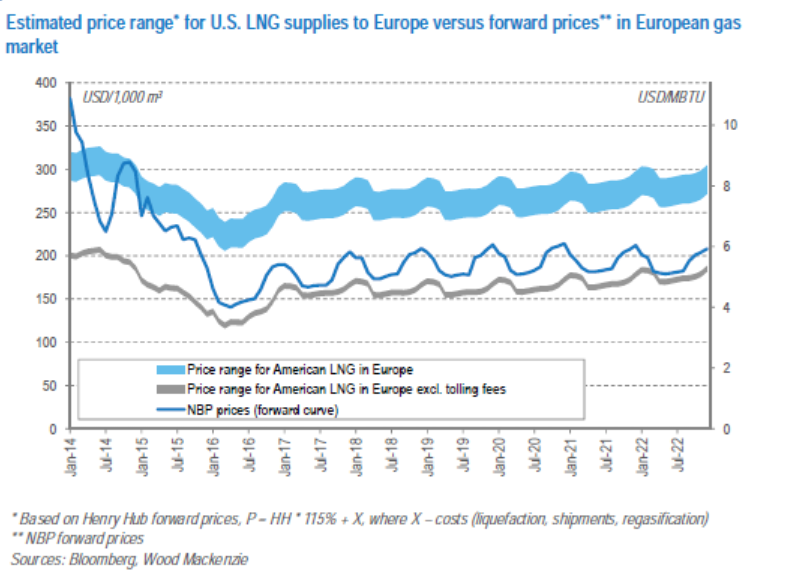 Estimated price range* for U.S. LNG supplies to Europe versus forward prices** in European gas
market
USD/1,000 m³
USD/MBTU
400
350
300
250
200
150
100
50
0
10
8
6
4
2
0
Price range for American LNG in Europe
Price range for American LNG in Europe excl. tolling fees
NBP prices (forward curve)
Jan-14
Jul-14
Jan-15
Jul-15
Jan-16
Jul-16
Jan-17
Jul-17
Jan-18
Jul-18
Jan-19
Jul-19
Jan-20
Jul-20
Jan-21
Jul-21
Jan-22
Jul-22
* Based on Henry Hub forward prices, P – HH * 115% + X, where X – costs (liquefaction, shipments, regasification)
** NBP forward prices
Sources: Bloomberg, Wood Mackenzie